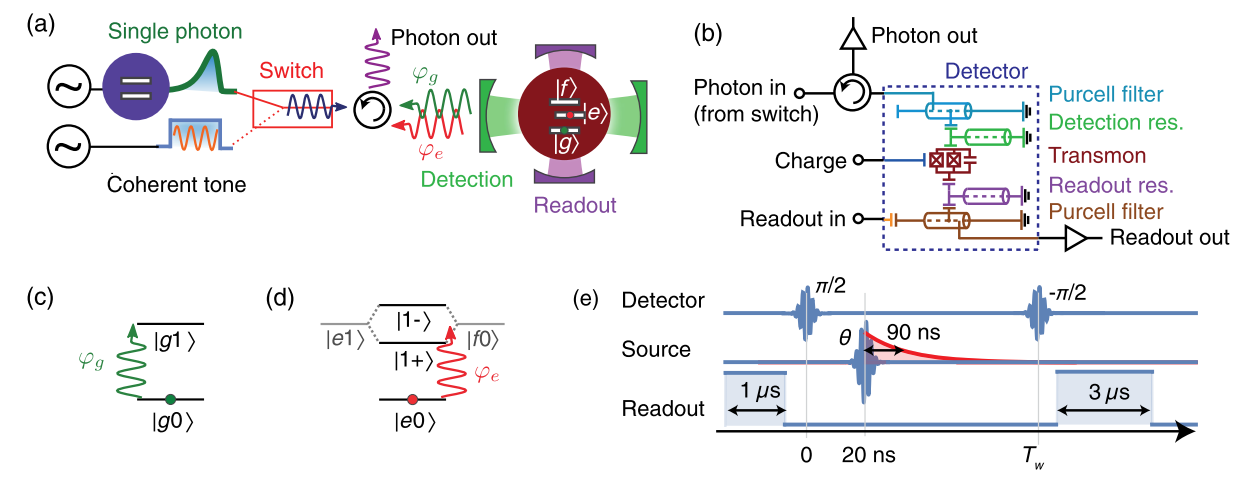 (a)
Single photon
Switch
Coherent tone
Photon out
φg
φe
Detection
|f⟩
|e⟩
|g⟩
Readout
(b)
Photon out
Photon in
(from switch)
Detector
Purcell filter
Detection res.
Charge
Transmon
Readout res.
Readout in
Purcell filter
Readout out
(c)
φg
|g1⟩
|g0⟩
(d)
|e1⟩
|1-⟩
|f0⟩
|1+⟩
φe
|e0⟩
(e)
Detector
π/2
-π/2
Source
θ
90 ns
Readout
1 μs
3 μs
0
20 ns
Tw